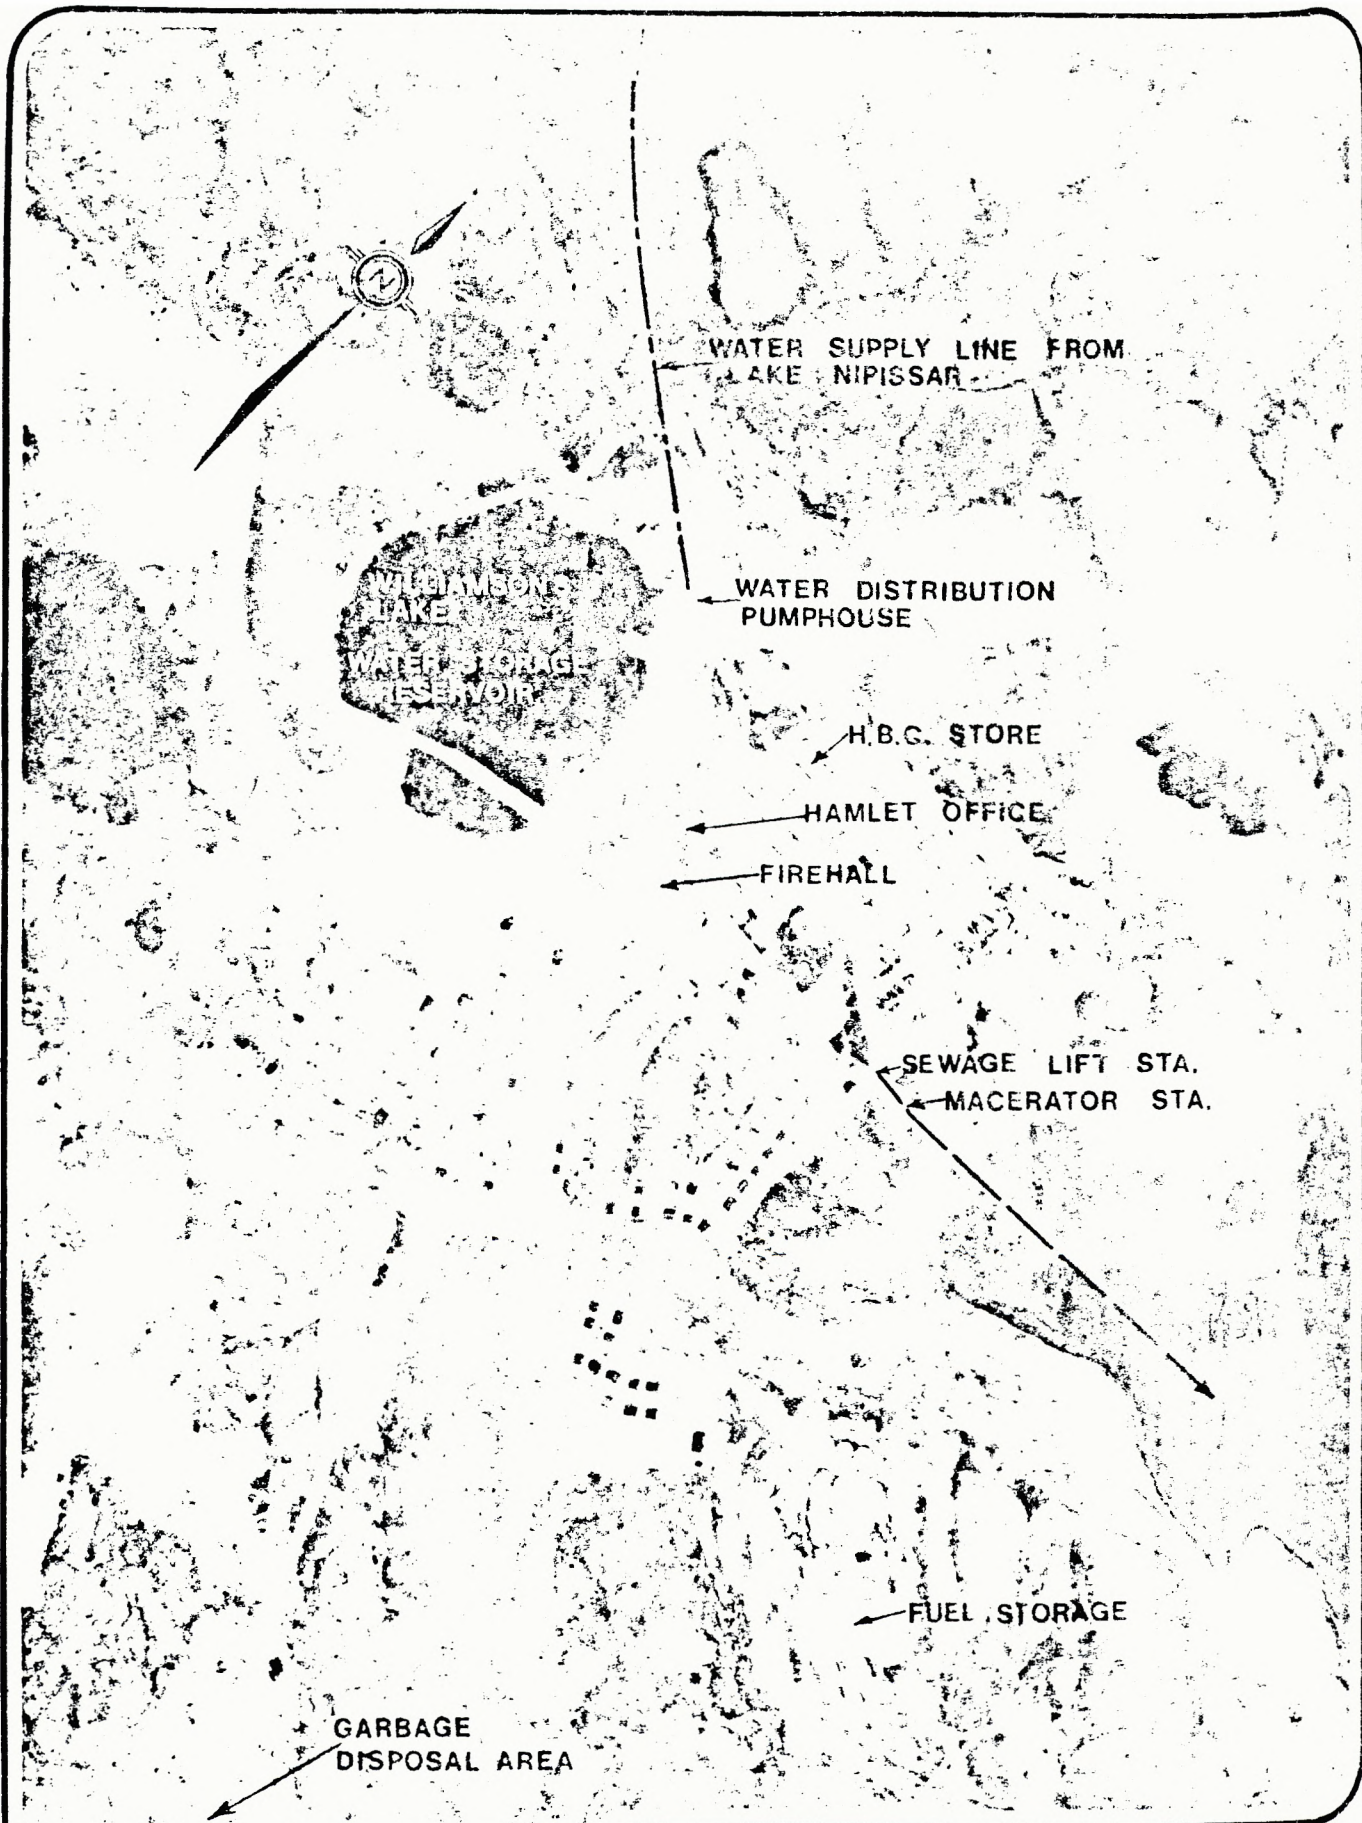 N
WATER SUPPLY LINE FROM
LAKE NIPISSAR
WILLIAMSONS
LAKE
WATER STORAGE
RESERVOIR
WATER DISTRIBUTION
PUMPHOUSE
H.B.C. STORE
HAMLET OFFICE
FIREHALL
SEWAGE LIFT STA.
MACERATOR STA.
FUEL STORAGE
GARBAGE
DISPOSAL AREA